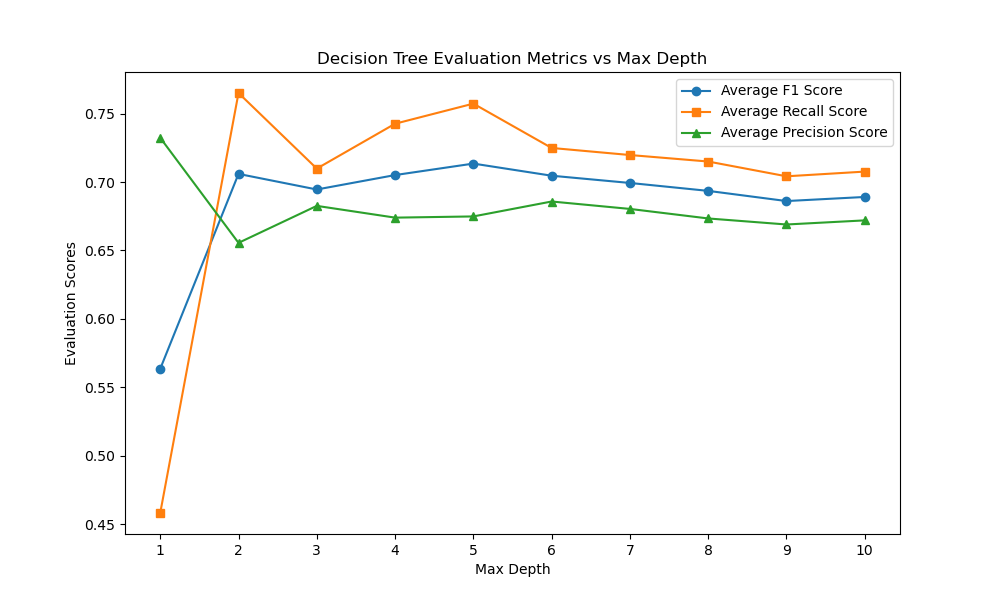 Decision Tree Evaluation Metrics vs Max Depth
Average F1 Score
Average Recall Score
Average Precision Score
Evaluation Scores
0.75
0.70
0.65
0.60
0.55
0.50
0.45
1 2 3 4 5 6 7 8 9 10
Max Depth